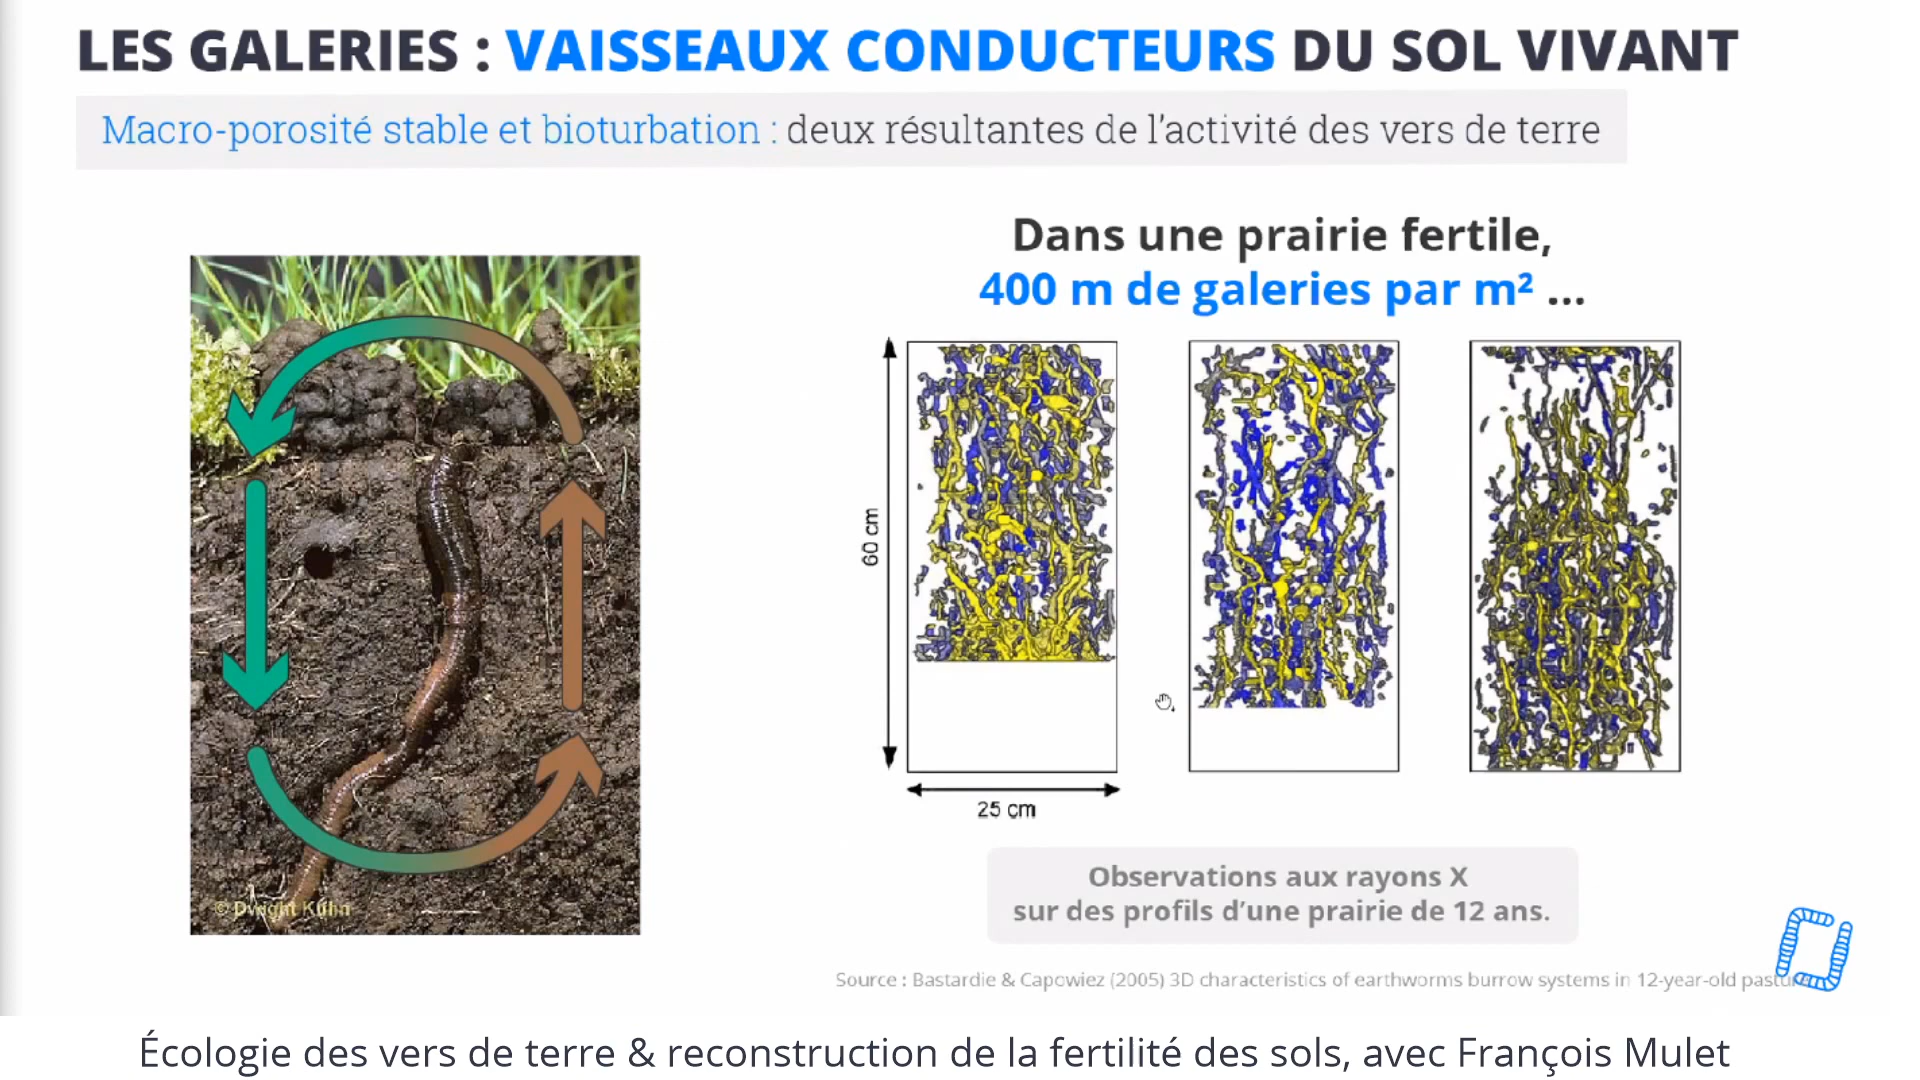 LES GALERIES : VAISSEAUX CONDUCTEURS DU SOL VIVANT
Macro-porosité stable et bioturbation : deux résultantes de l’activité des vers de terre
Dans une prairie fertile,
400 m de galeries par m² ...
60 cm
25 cm
© Dwight Kuhn
Observations aux rayons X
sur des profils d’une prairie de 12 ans.
Source : Bastardie & Capowiez (2005) 3D characteristics of earthworms burrow systems in 12-year-old pasture
Écologie des vers de terre & reconstruction de la fertilité des sols, avec François Mulet